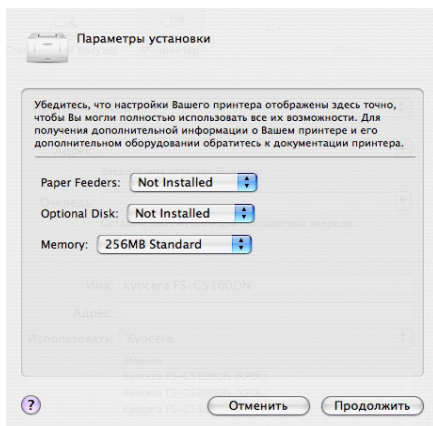 Параметры установки
Убедитесь, что настройки Вашего принтера отображены здесь точно,
чтобы Вы могли полностью использовать все их возможности. Для
получения дополнительной информации о Вашем принтере и его
дополнительном оборудовании обратитесь к документации принтера.
Paper Feeders: Not Installed
Optional Disk: Not Installed
Memory: 256MB Standard
Имя: Kyocera FS-C5100DN
Адрес:
Использовать: Kyocera
Модель
? Отменить Продолжить